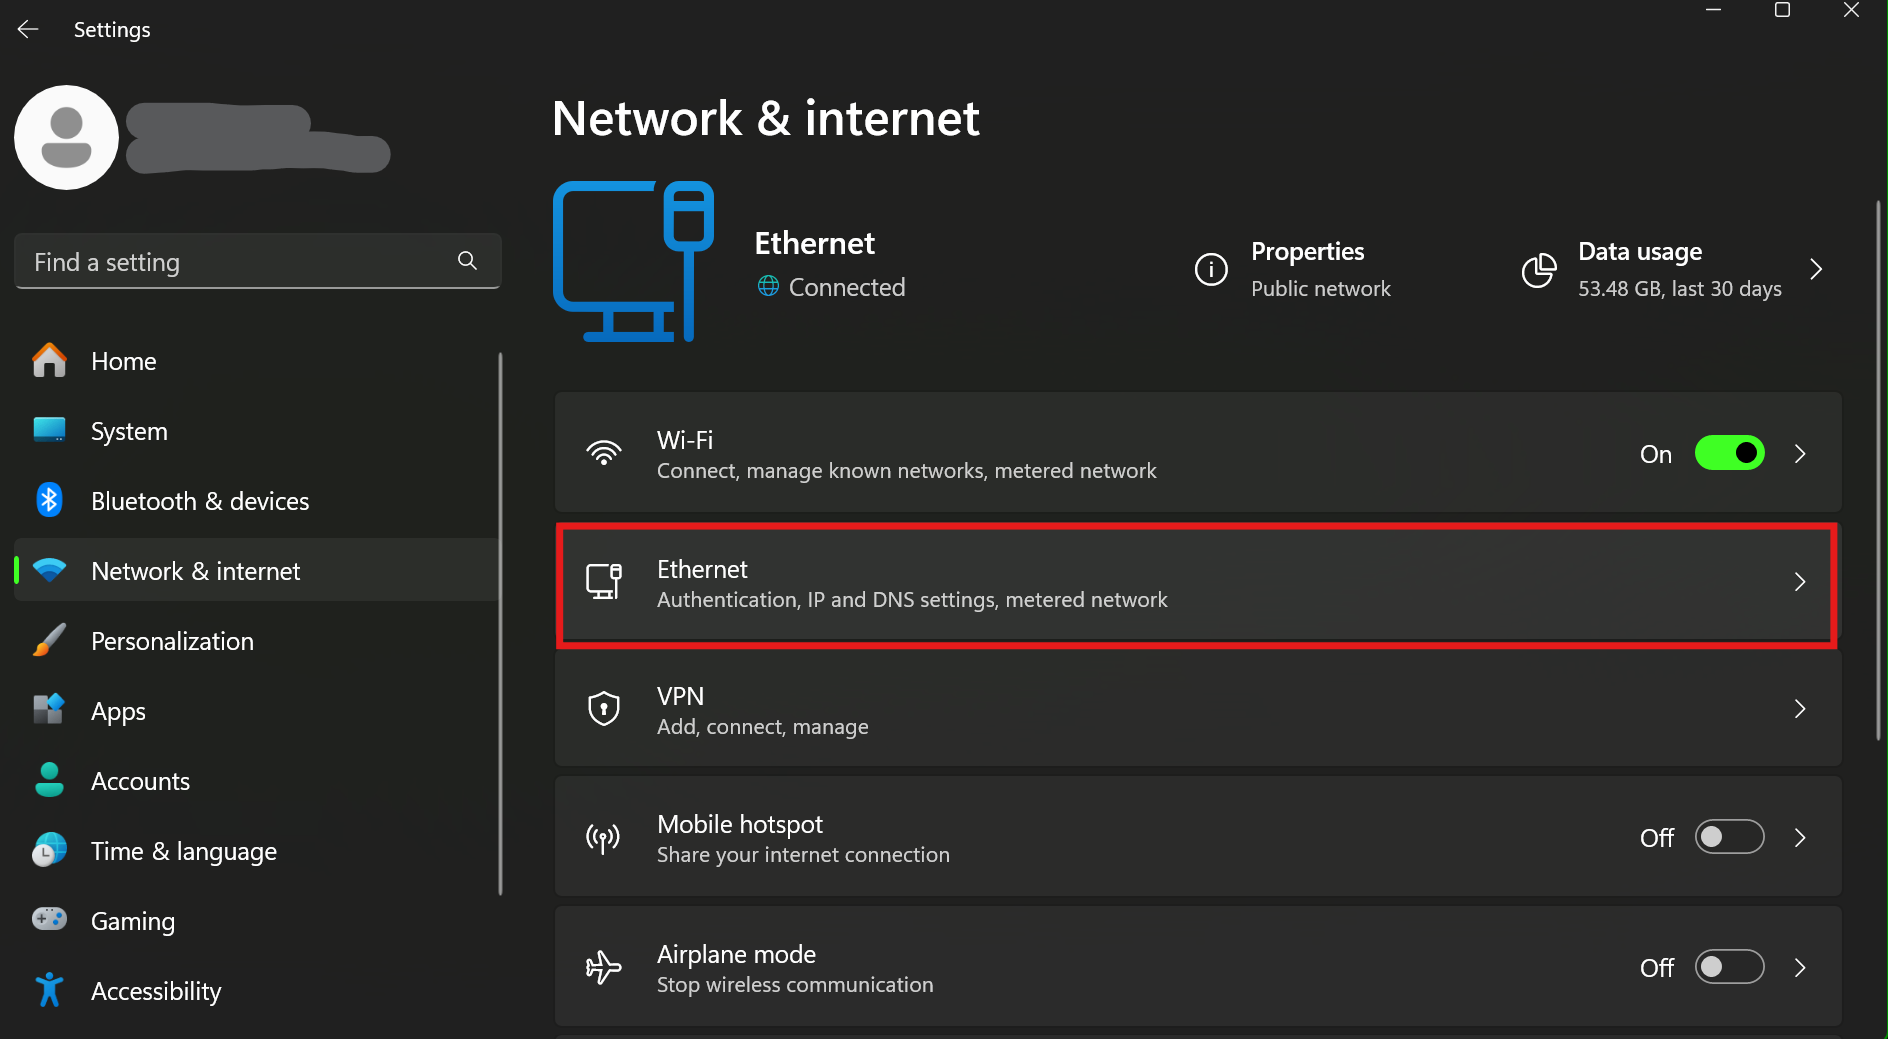 Settings
Find a setting
Home
System
Bluetooth & devices
Network & internet
Personalization
Apps
Accounts
Time & language
Gaming
Accessibility
Network & internet
Ethernet
Connected
Properties
Public network
Data usage
53.48 GB, last 30 days
Wi-Fi
Connect, manage known networks, metered network
On
Ethernet
Authentication, IP and DNS settings, metered network
VPN
Add, connect, manage
Mobile hotspot
Share your internet connection
Off
Airplane mode
Stop wireless communication
Off